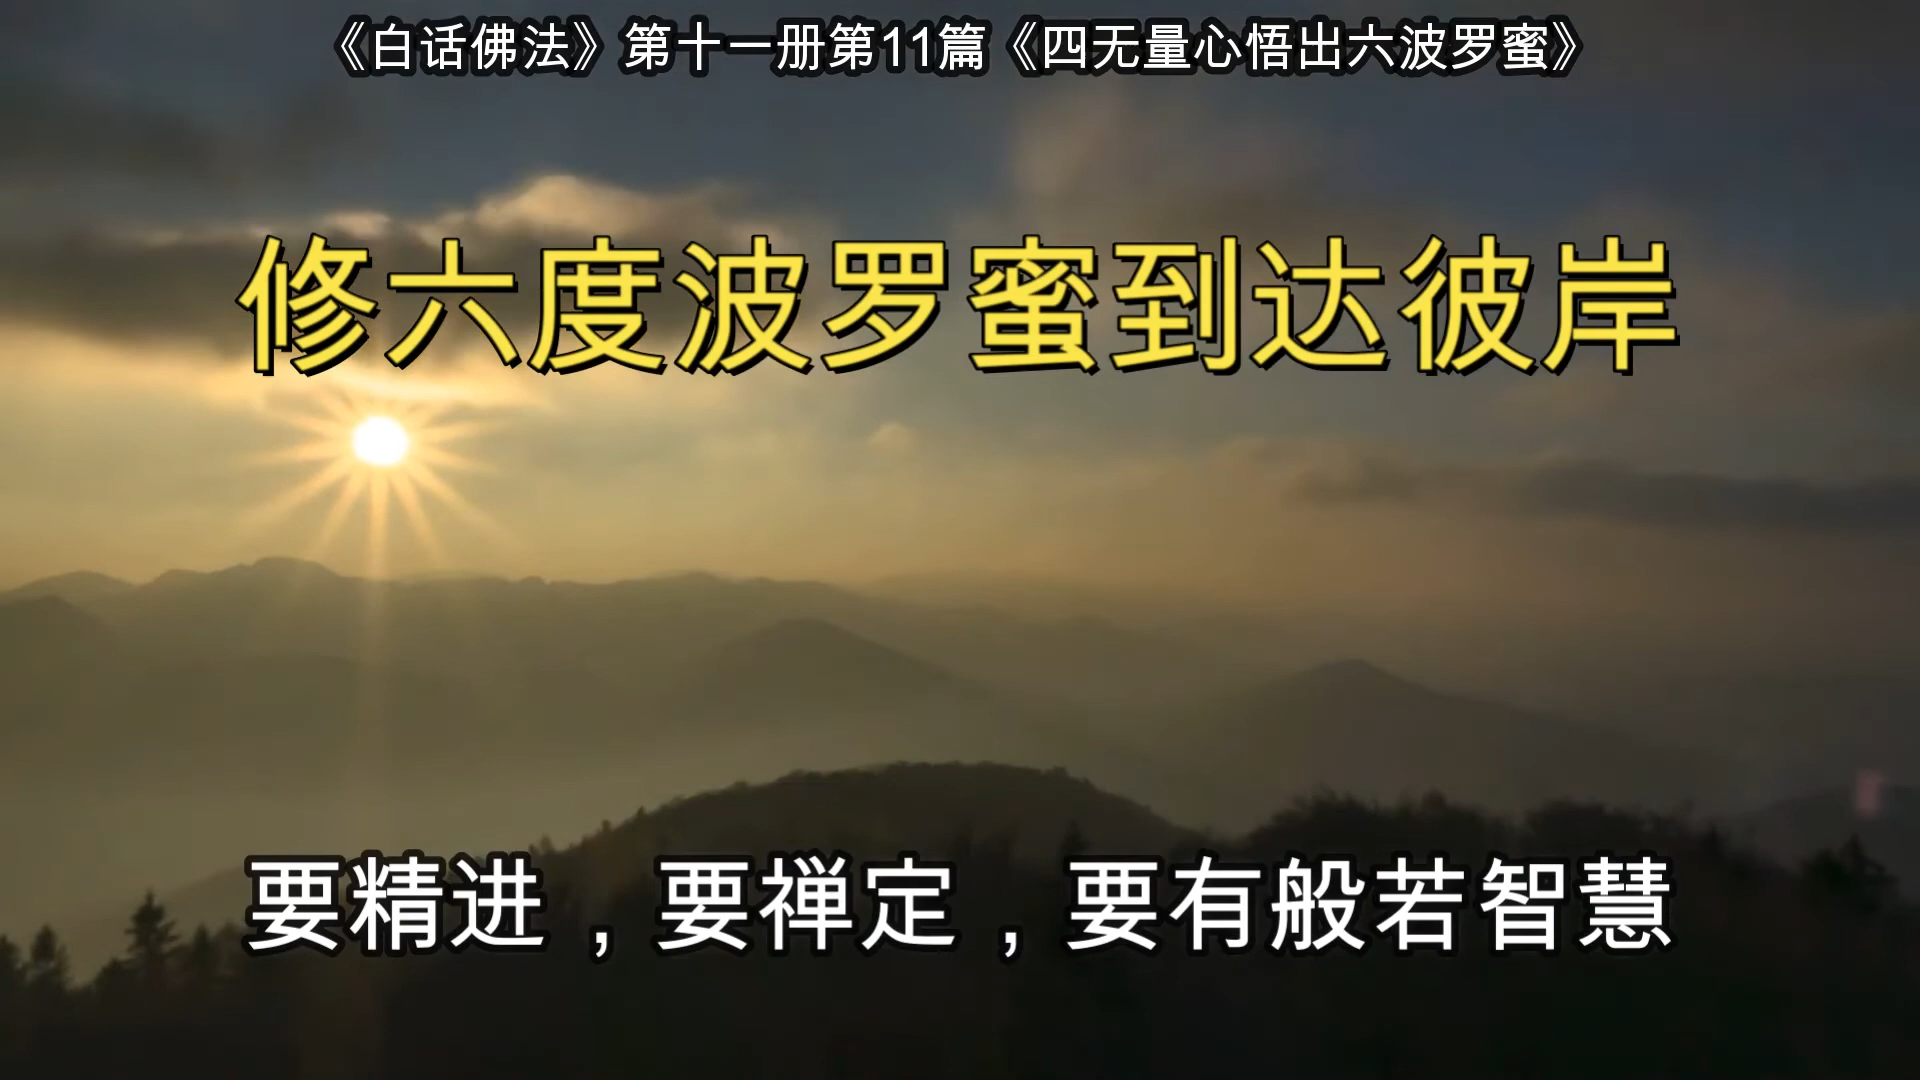 《白话佛法》第十一册第11篇《四无量心悟出六波罗蜜》
修六度波罗蜜到达彼岸
要精进，要禅定，要有般若智慧